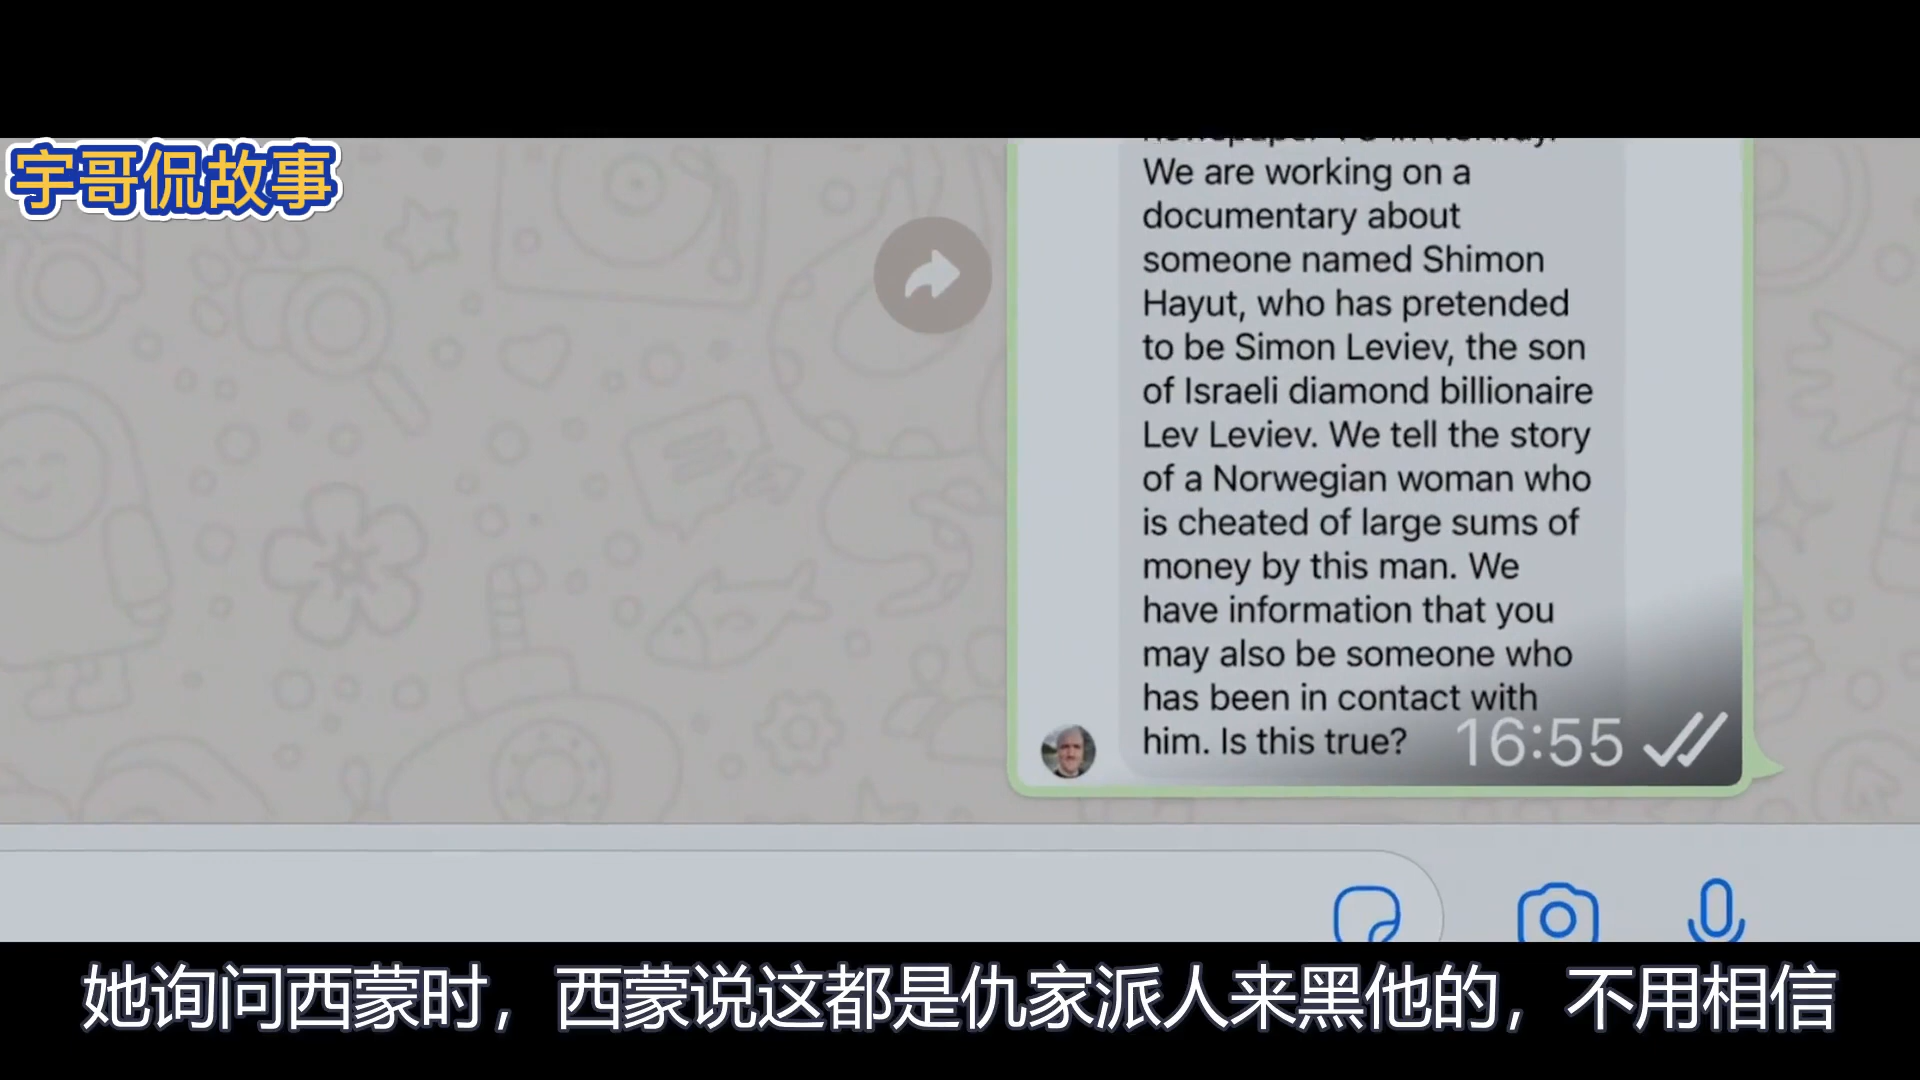 宇哥侃故事
We are working on a
documentary about
someone named Shimon
Hayut, who has pretended
to be Simon Leviev, the son
of Israeli diamond billionaire
Lev Leviev. We tell the story
of a Norwegian woman who
is cheated of large sums of
money by this man. We
have information that you
may also be someone who
has been in contact with
him. Is this true?
16:55
她询问西蒙时，西蒙说这都是仇家派人来黑他的，不用相信